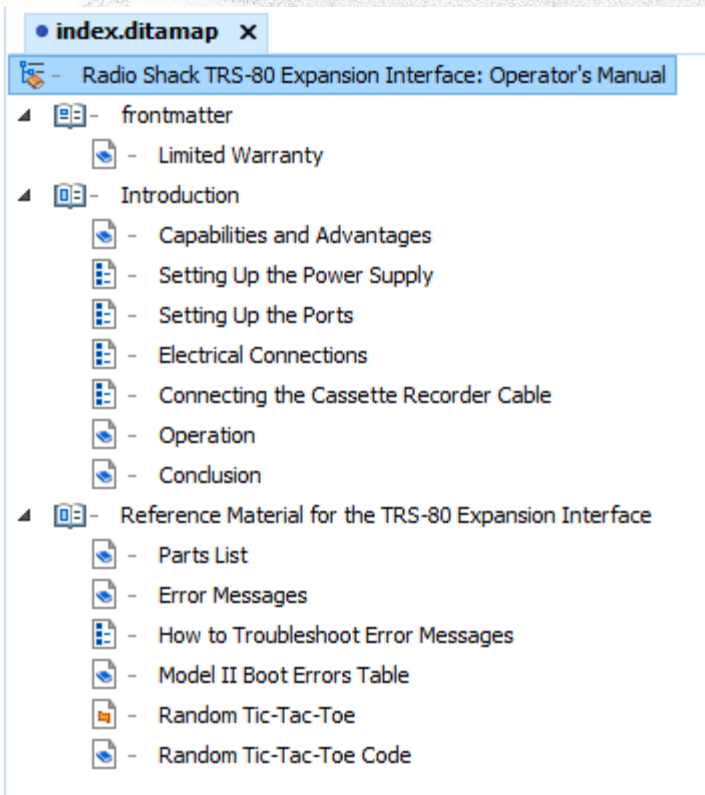 index.ditamap
Radio Shack TRS-80 Expansion Interface: Operator's Manual
frontmatter
Limited Warranty
Introduction
Capabilities and Advantages
Setting Up the Power Supply
Setting Up the Ports
Electrical Connections
Connecting the Cassette Recorder Cable
Operation
Conclusion
Reference Material for the TRS-80 Expansion Interface
Parts List
Error Messages
How to Troubleshoot Error Messages
Model II Boot Errors Table
Random Tic-Tac-Toe
Random Tic-Tac-Toe Code